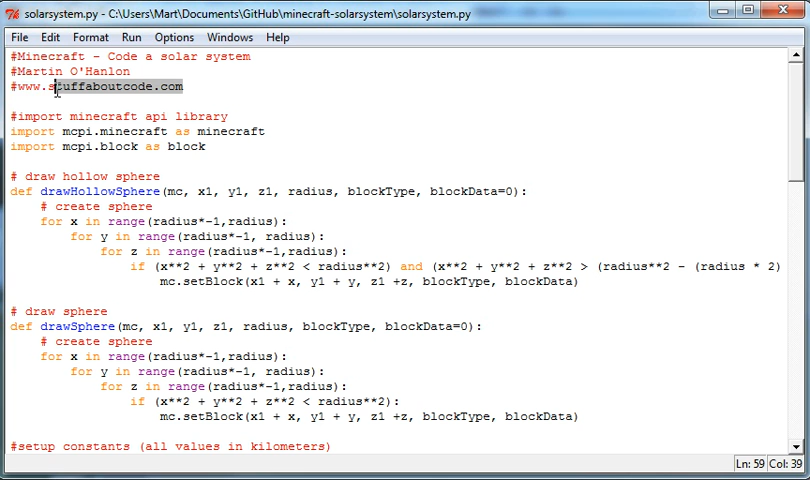 solarsystem.py - C:\Users\Mart\Documents\GitHub\minecraft-solarsystem\solarsystem.py
File Edit Format Run Options Windows Help
#Minecraft - Code a solar system
#Martin O'Hanlon
#www.stuffaboutcode.com
#import minecraft api library
import mcpi.minecraft as minecraft
import mcpi.block as block
# draw hollow sphere
def drawHollowSphere(mc, x1, y1, z1, radius, blockType, blockData=0):
# create sphere
for x in range(radius*-1,radius):
for y in range(radius*-1, radius):
for z in range(radius*-1,radius):
if (x**2 + y**2 + z**2 < radius**2) and (x**2 + y**2 + z**2 > (radius**2 - (radius * 2)
mc.setBlock(x1 + x, y1 + y, z1 +z, blockType, blockData)
# draw sphere
def drawSphere(mc, x1, y1, z1, radius, blockType, blockData=0):
# create sphere
for x in range(radius*-1,radius):
for y in range(radius*-1, radius):
for z in range(radius*-1,radius):
if (x**2 + y**2 + z**2 < radius**2):
mc.setBlock(x1 + x, y1 + y, z1 +z, blockType, blockData)
#setup constants (all values in kilometers)
Ln: 59 Col: 39